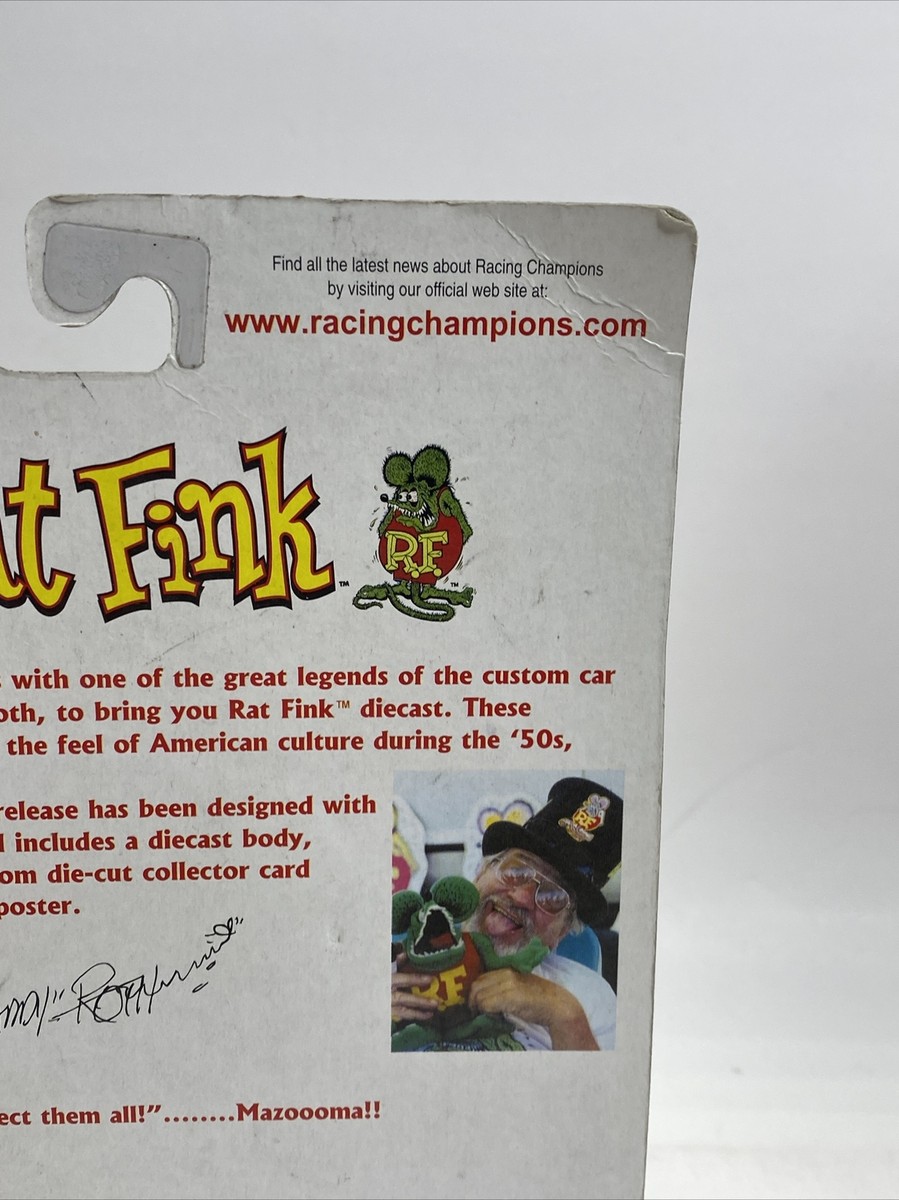 Find all the latest news about Racing Champions
by visiting our official web site at:
www.racingchampions.com
at Fink™
R.F. ™
with one of the great legends of the custom car
oth, to bring you Rat Fink™ diecast. These
the feel of American culture during the '50s,
release has been designed with
includes a diecast body,
om die-cut collector card
poster.
R.F.
RF
ect them all!”........Mazoooma!!